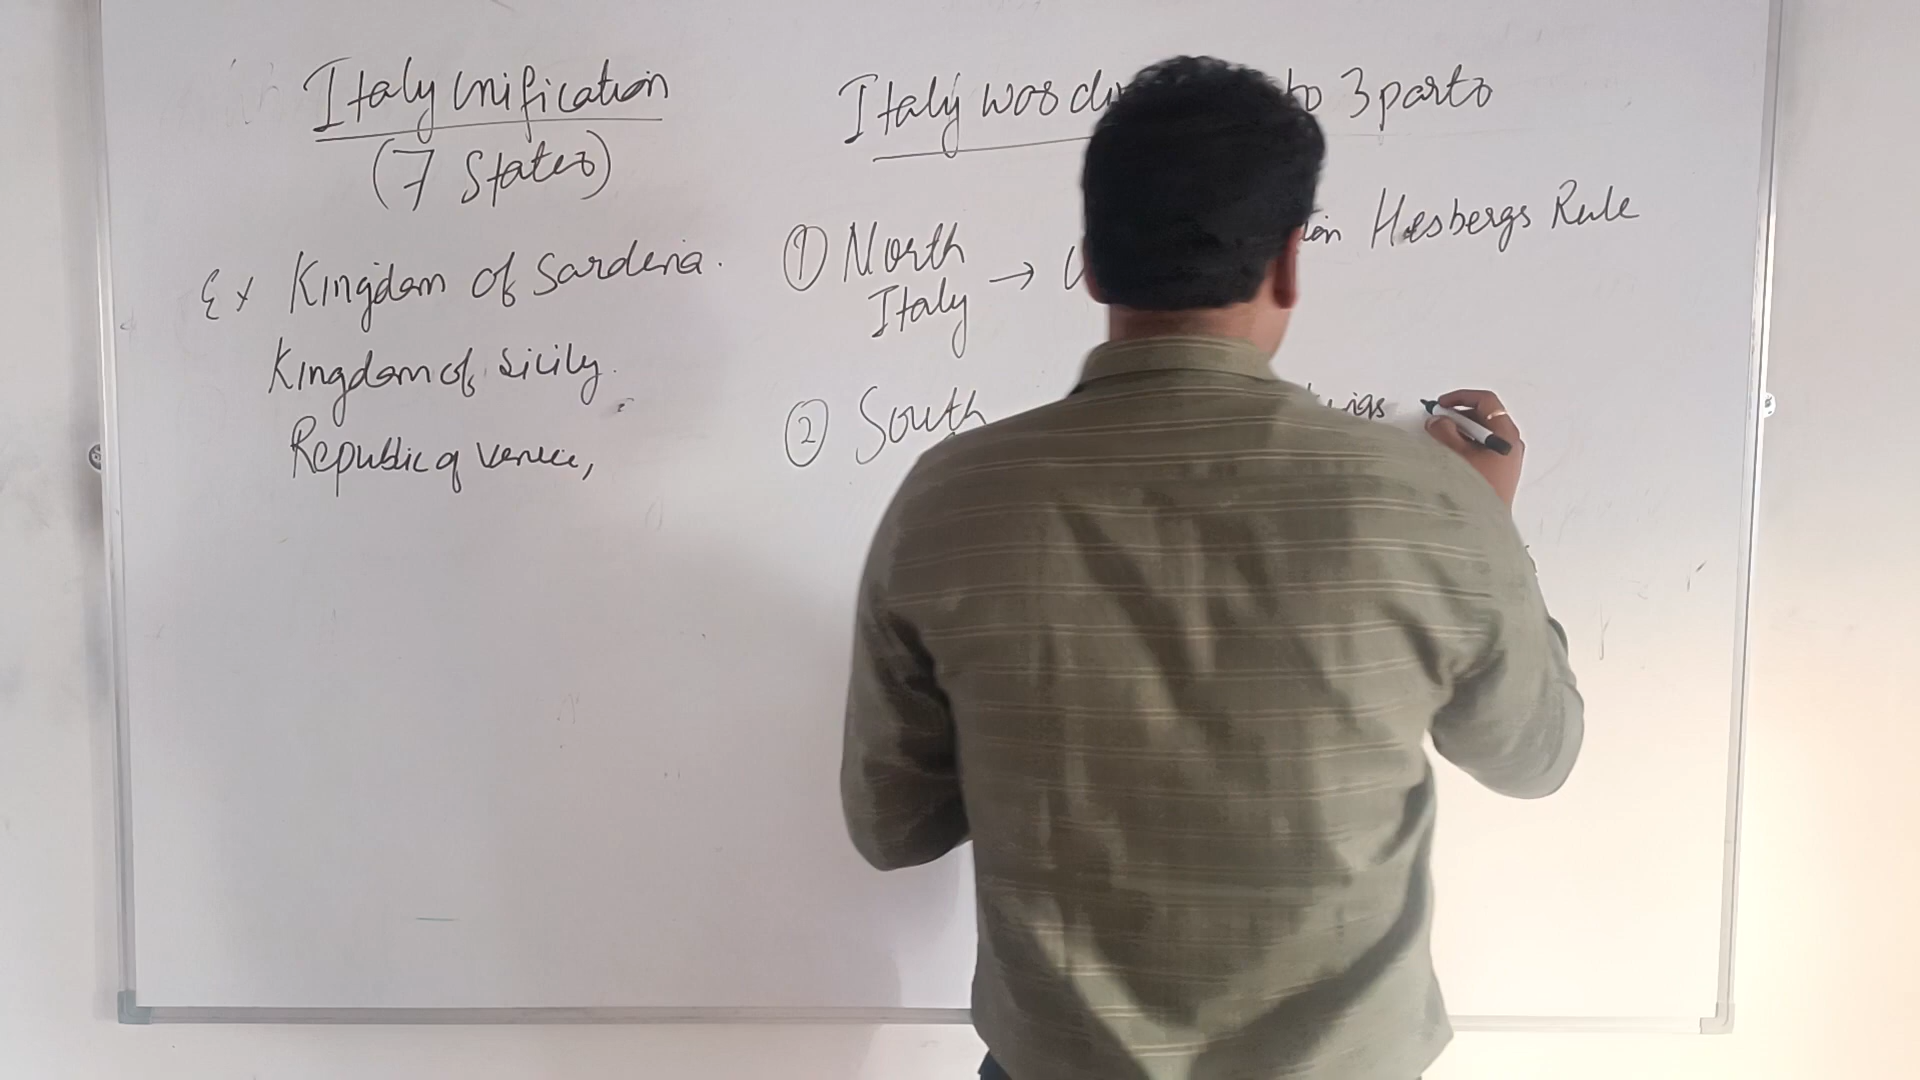 Italy Unification
(7 States)
Ex Kingdom of Sardenia.
Kingdom of Sicily.
Republic of Venice,
Italy was to 3 parts
① North Italy → Hasbergs Rule
② South